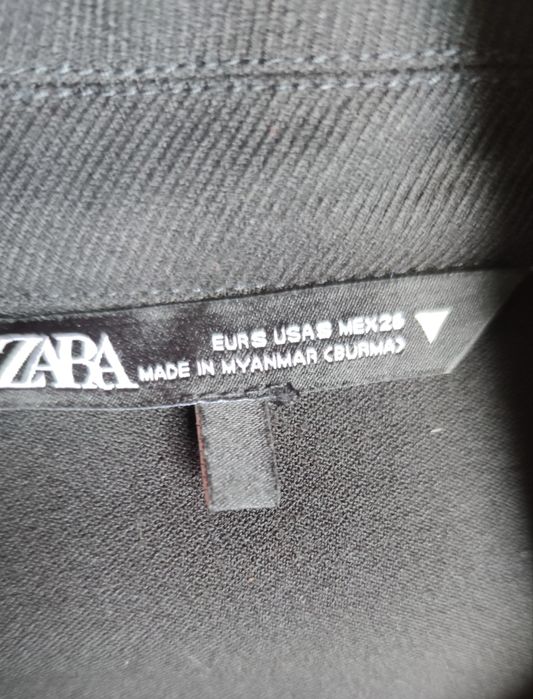 ZARA
EUR S USA S MEX 26
MADE IN MYANMAR (BURMA)